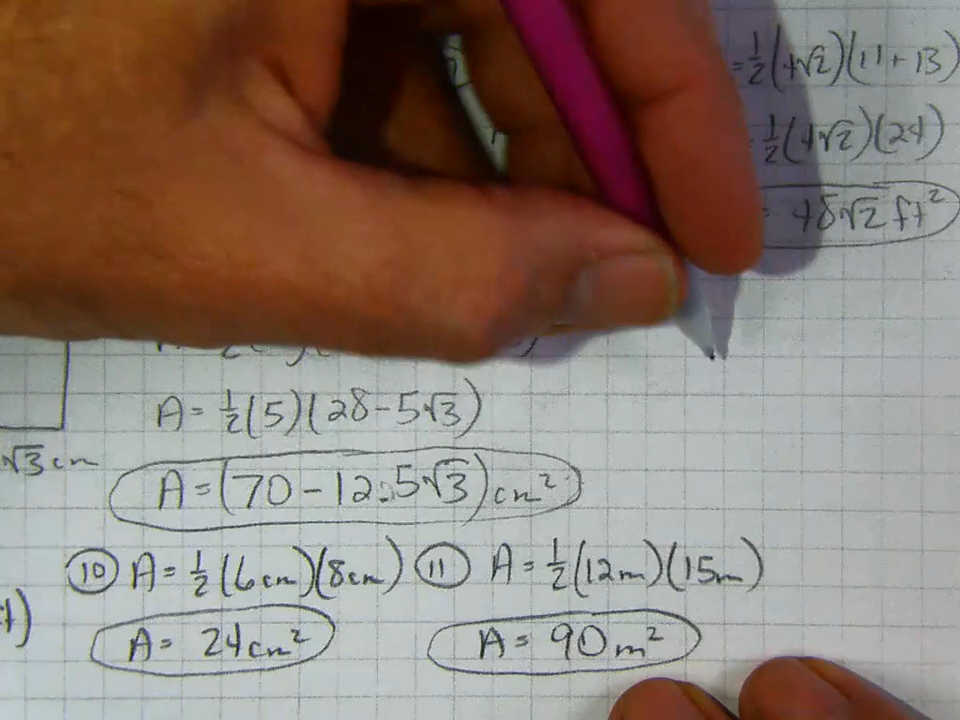 = 1/2(4√2)(11+13)
= 1/2(4√2)(24)
= 48√2 ft²
A = 1/2(5)(28-5√3)
√3 cm
A = (70 - 12.5√3) cm²
⑩ A = 1/2(6cm)(8cm) ⑪ A = 1/2(12m)(15m)
A = 24cm² A = 90m²